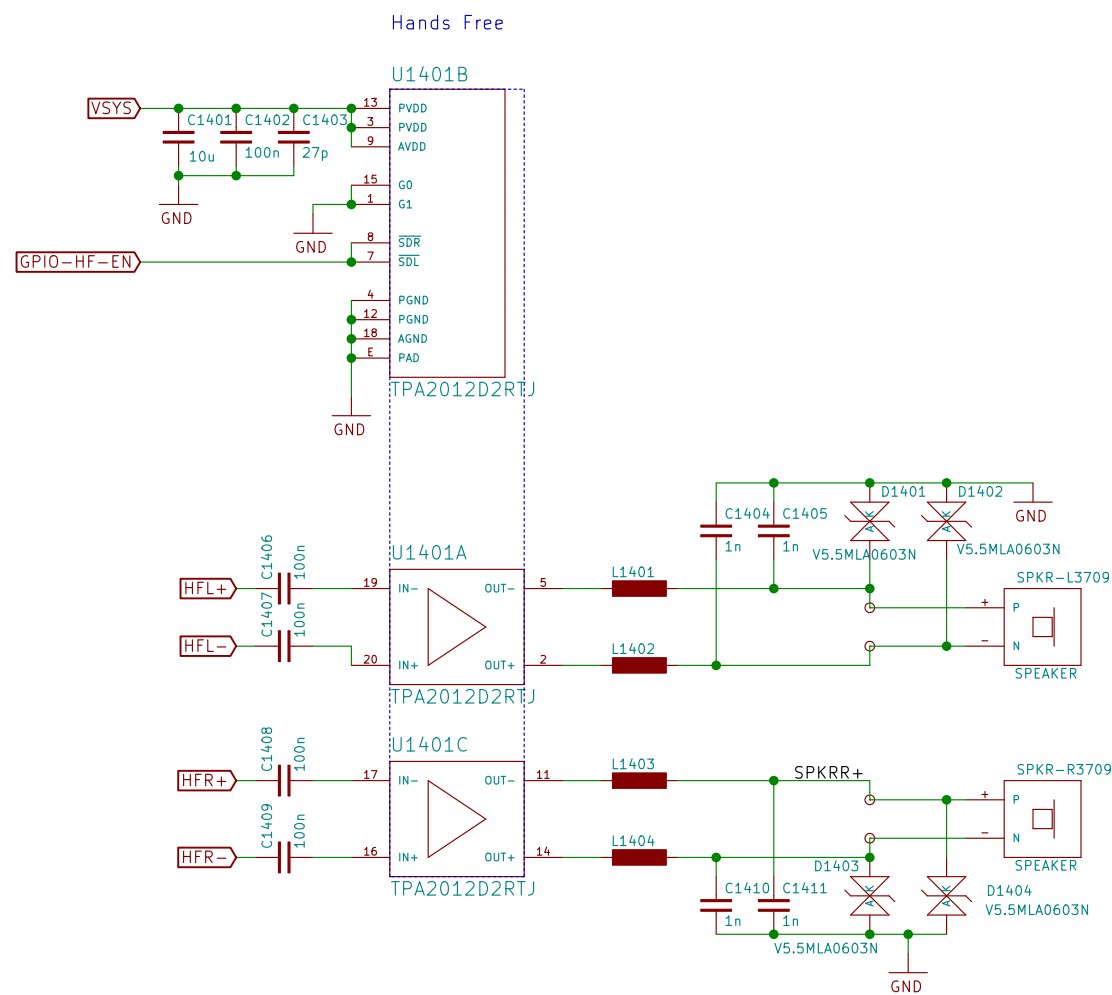 Hands Free
U1401B
VSYS
C1401
C1402
C1403
10u
100n
27p
GND
13 PVDD
3 PVDD
9 AVDD
15 G0
1 G1
GND
8 SDR
GPIO-HF-EN
7 SDL
4 PGND
12 PGND
18 AGND
E PAD
TPA2012D2RTJ
GND
C1404
1n
C1405
1n
D1401
A K
V5.5MLA0603N
D1402
A K
V5.5MLA0603N
GND
U1401A
HFL+
C1406
100n
19 IN-
OUT- 5
L1401
HFL-
C1407
100n
20 IN+
OUT+ 2
L1402
TPA2012D2RTJ
SPKR-L3709
+ P
- N
SPEAKER
U1401C
HFR+
C1408
100n
17 IN-
OUT- 11
L1403
SPKRR+
HFR-
C1409
100n
16 IN+
OUT+ 14
L1404
TPA2012D2RTJ
SPKR-R3709
+ P
- N
SPEAKER
C1410
1n
C1411
1n
D1403
A K
V5.5MLA0603N
D1404
A K
V5.5MLA0603N
GND